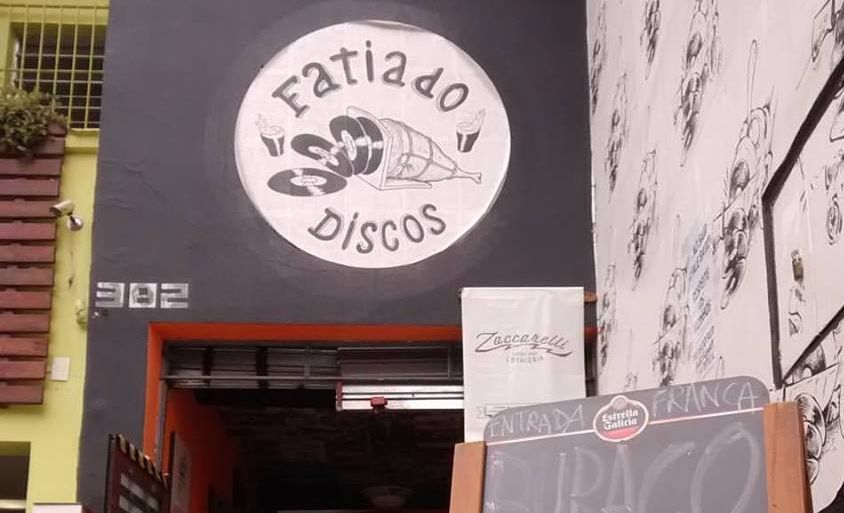 Fatiado
Discos
302
Zaccarelli
ENTRADA
FRANCA
Estrella
Galicia
BURACO